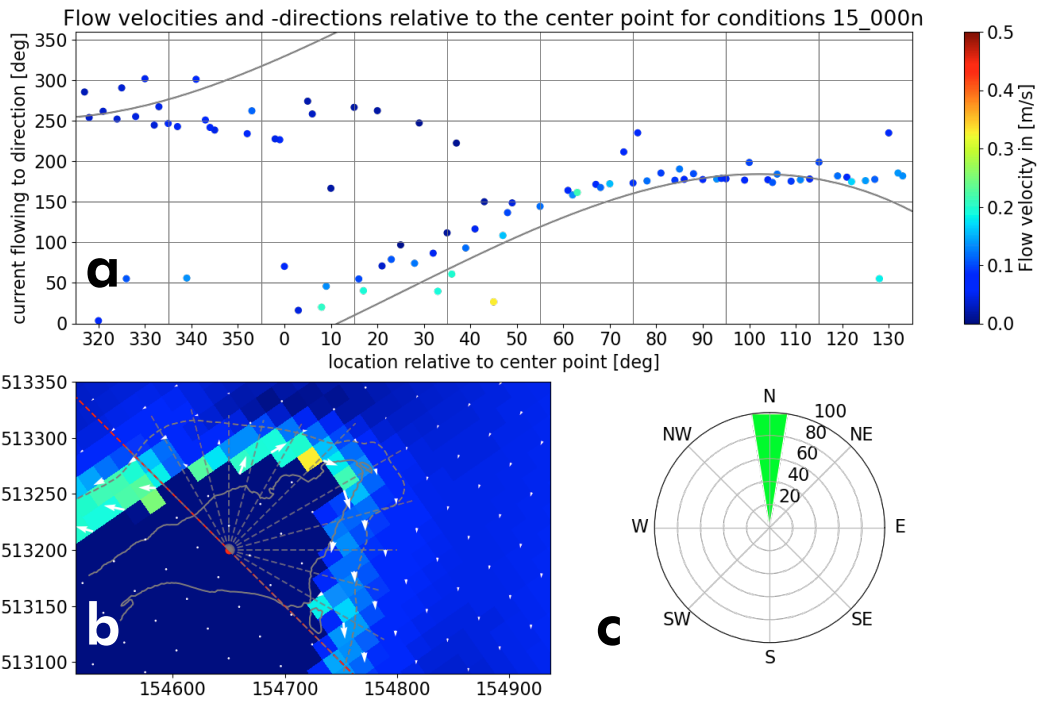 Flow velocities and -directions relative to the center point for conditions 15_000n
current flowing to direction [deg]
350
300
250
200
150
100
50
0
a
320 330 340 350 0 10 20 30 40 50 60 70 80 90 100 110 120 130
location relative to center point [deg]
0.5
0.4
0.3
0.2
0.1
0.0
Flow velocity in [m/s]
513350
513300
513250
513200
513150
513100
b
154600 154700 154800 154900
N
NE
E
SE
S
SW
W
NW
100
80
60
40
20
c